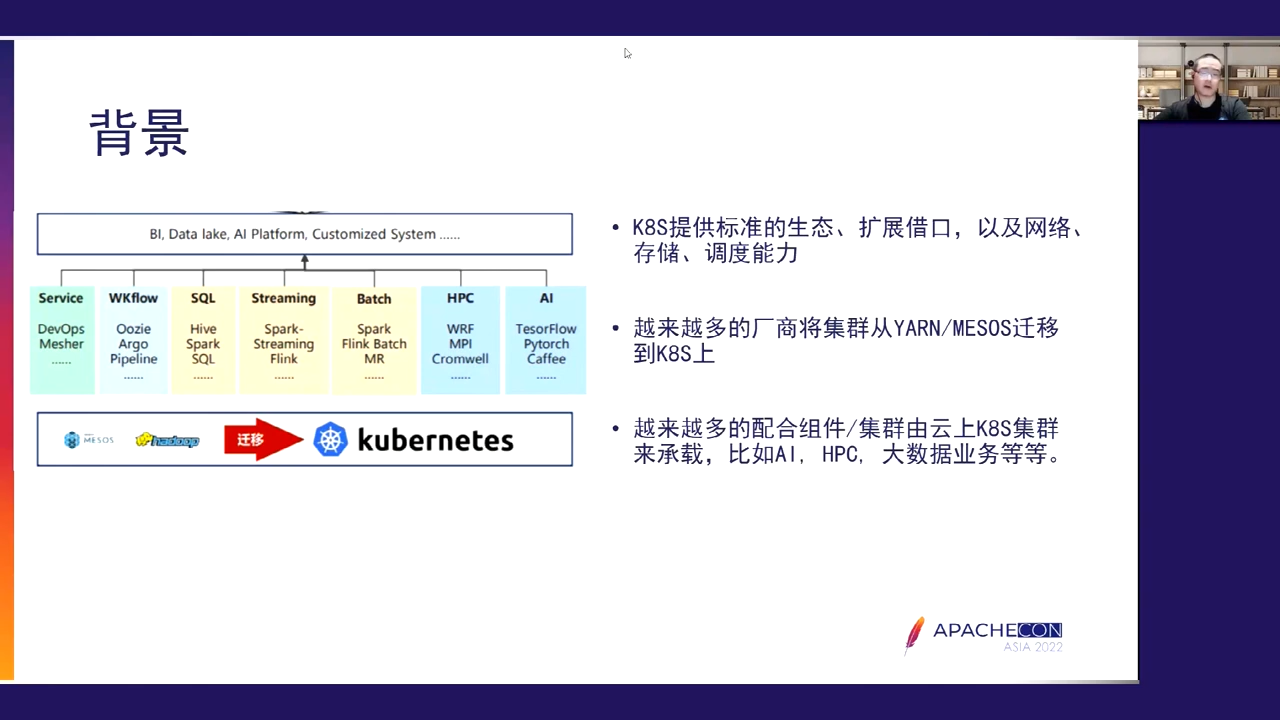 背景
BI, Data lake, AI Platform, Customized System ......
Service
DevOps
Mesher
......
WKflow
Oozie
Argo
Pipeline
......
SQL
Hive
Spark
SQL
......
Streaming
Spark-
Streaming
Flink
......
Batch
Spark
Flink Batch
MR
......
HPC
WRF
MPI
Cromwell
......
AI
TesorFlow
Pytorch
Caffee
......
MESOS
hadoop
迁移
kubernetes
• K8S提供标准的生态、扩展借口，以及网络、
存储、调度能力
• 越来越多的厂商将集群从YARN/MESOS迁移
到K8S上
• 越来越多的配合组件/集群由云上K8S集群
来承载，比如AI, HPC, 大数据业务等等。
APACHECON
ASIA 2022